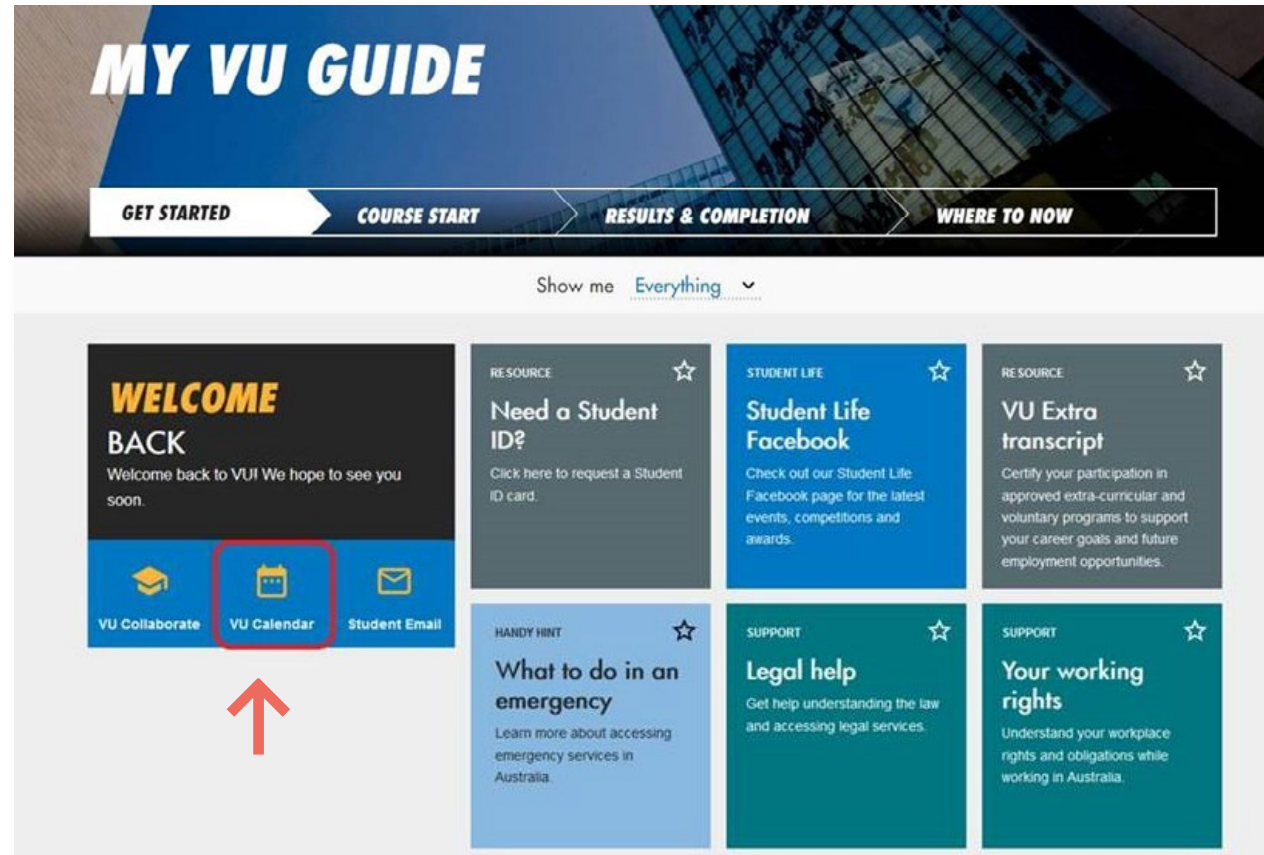 MY VU GUIDE
GET STARTED
COURSE START
RESULTS & COMPLETION
WHERE TO NOW
Show me Everything
WELCOME
BACK
Welcome back to VU! We hope to see you
soon.
VU Collaborate
VU Calendar
Student Email
RESOURCE
Need a Student
ID?
Click here to request a Student
ID card.
STUDENT LIFE
Student Life
Facebook
Check out our Student Life
Facebook page for the latest
events, competitions and
awards.
RESOURCE
VU Extra
transcript
Certify your participation in
approved extra-curricular and
voluntary programs to support
your career goals and future
employment opportunities.
HANDY HINT
What to do in an
emergency
Learn more about accessing
emergency services in
Australia.
SUPPORT
Legal help
Get help understanding the law
and accessing legal services.
SUPPORT
Your working
rights
Understand your workplace
rights and obligations while
working in Australia.